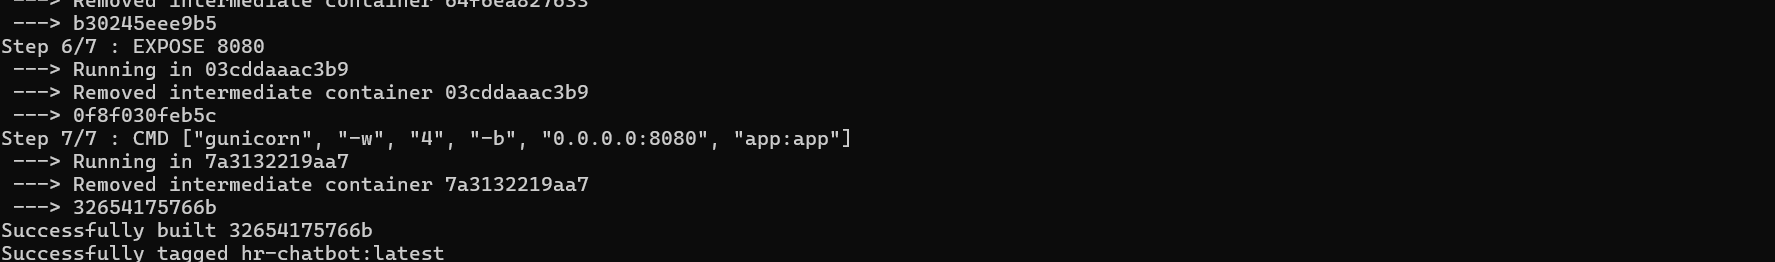 ---> Removed intermediate container 64f6ea827633
---> b30245eee9b5
Step 6/7 : EXPOSE 8080
---> Running in 03cddaaac3b9
---> Removed intermediate container 03cddaaac3b9
---> 0f8f030feb5c
Step 7/7 : CMD ["gunicorn", "-w", "4", "-b", "0.0.0.0:8080", "app:app"]
---> Running in 7a3132219aa7
---> Removed intermediate container 7a3132219aa7
---> 32654175766b
Successfully built 32654175766b
Successfully tagged hr-chatbot:latest